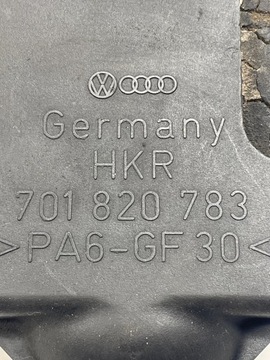 Germany
HKR
701 820 783
>PA6-GF30<